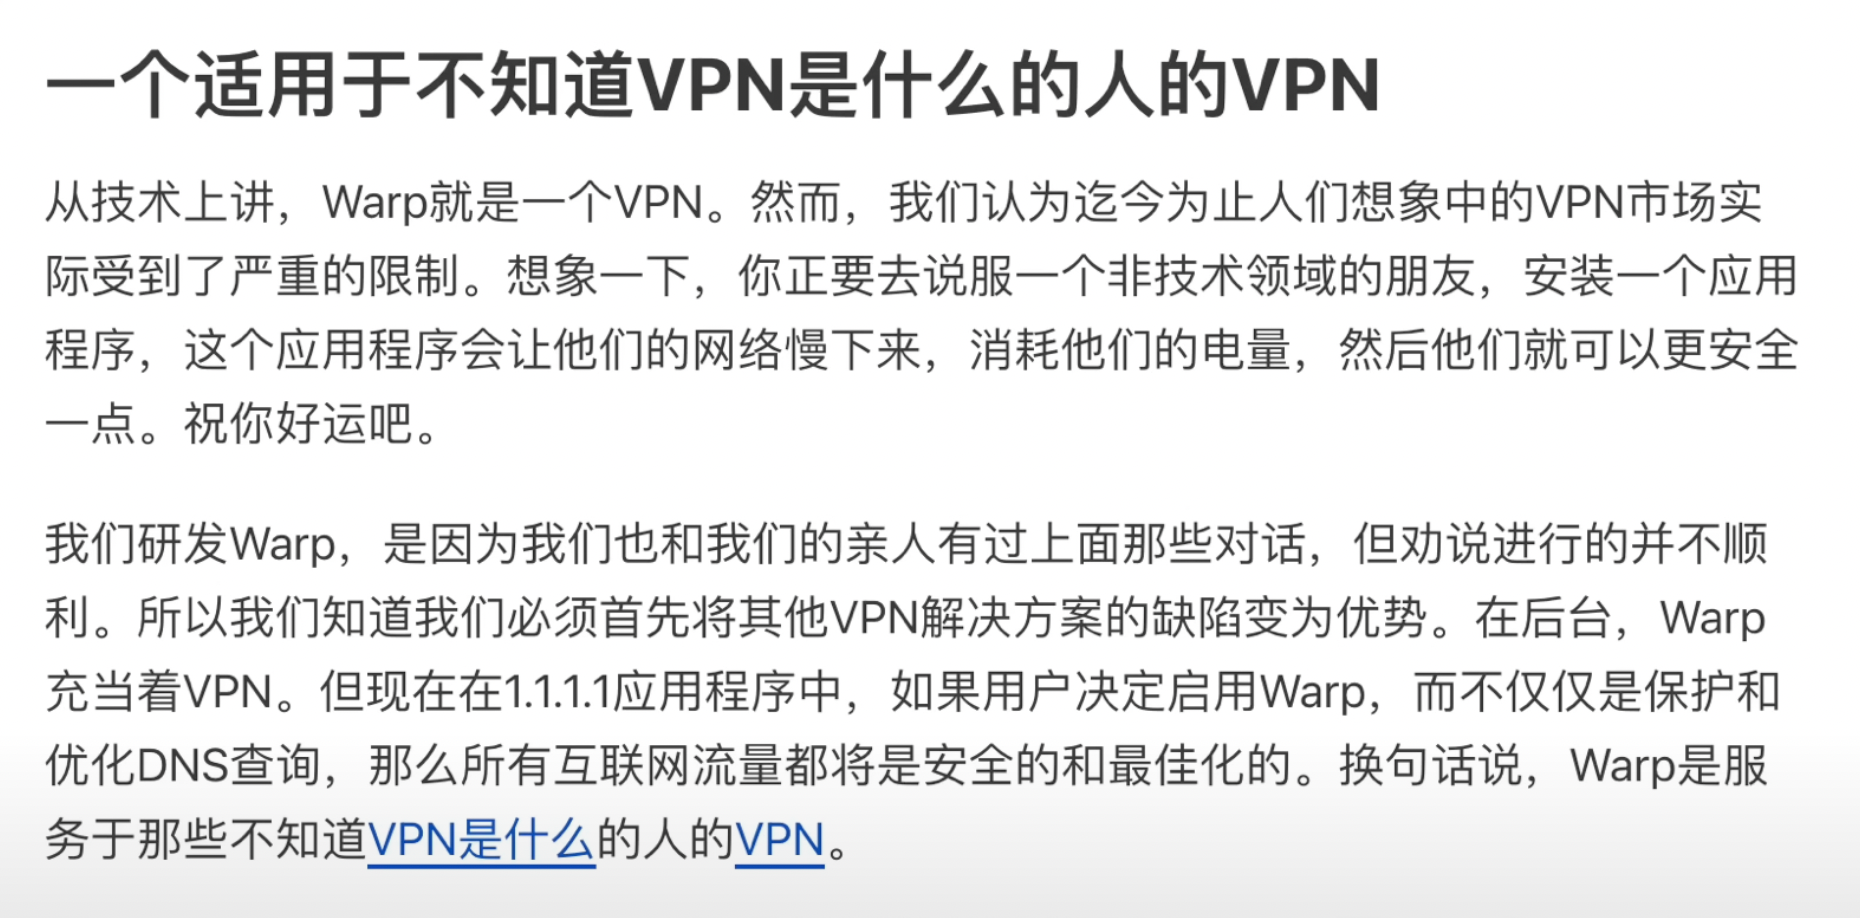 一个适用于不知道VPN是什么的人的VPN
从技术上讲，Warp就是一个VPN。然而，我们认为迄今为止人们想象中的VPN市场实
际受到了严重的限制。想象一下，你正要去说服一个非技术领域的朋友，安装一个应用
程序，这个应用程序会让他们的网络慢下来，消耗他们的电量，然后他们就可以更安全
一点。祝你好运吧。
我们研发Warp，是因为我们也和我们的亲人有过上面那些对话，但劝说进行的并不顺
利。所以我们知道我们必须首先将其他VPN解决方案的缺陷变为优势。在后台，Warp
充当着VPN。但现在在1.1.1.1应用程序中，如果用户决定启用Warp，而不仅仅是保护和
优化DNS查询，那么所有互联网流量都将是安全的和最佳化的。换句话说，Warp是服
务于那些不知道VPN是什么的人的VPN。